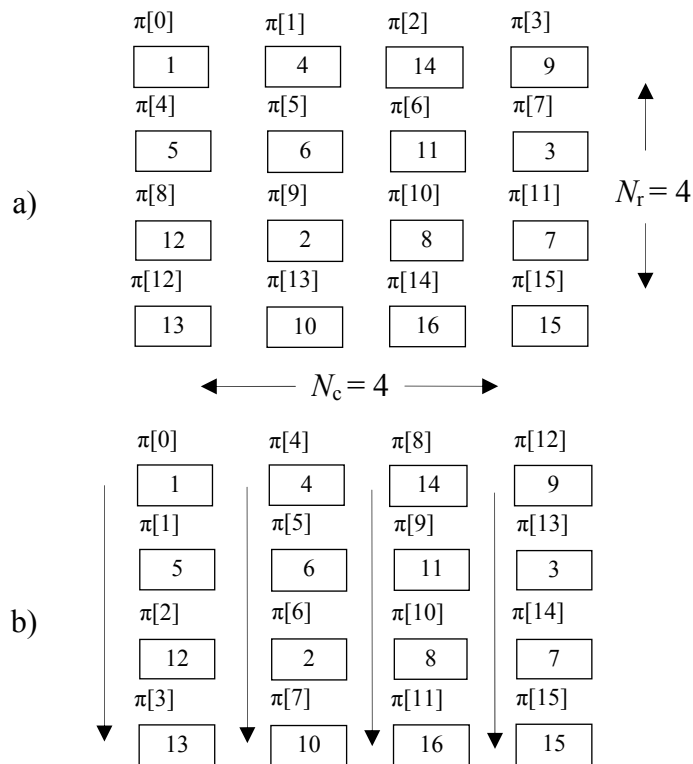 π[0] π[1] π[2] π[3]
1 4 14 9
π[4] π[5] π[6] π[7]
5 6 11 3
a)
N_r = 4
π[8] π[9] π[10] π[11]
12 2 8 7
π[12] π[13] π[14] π[15]
13 10 16 15
N_c = 4
π[0] π[4] π[8] π[12]
1 4 14 9
π[1] π[5] π[9] π[13]
5 6 11 3
b)
π[2] π[6] π[10] π[14]
12 2 8 7
π[3] π[7] π[11] π[15]
13 10 16 15